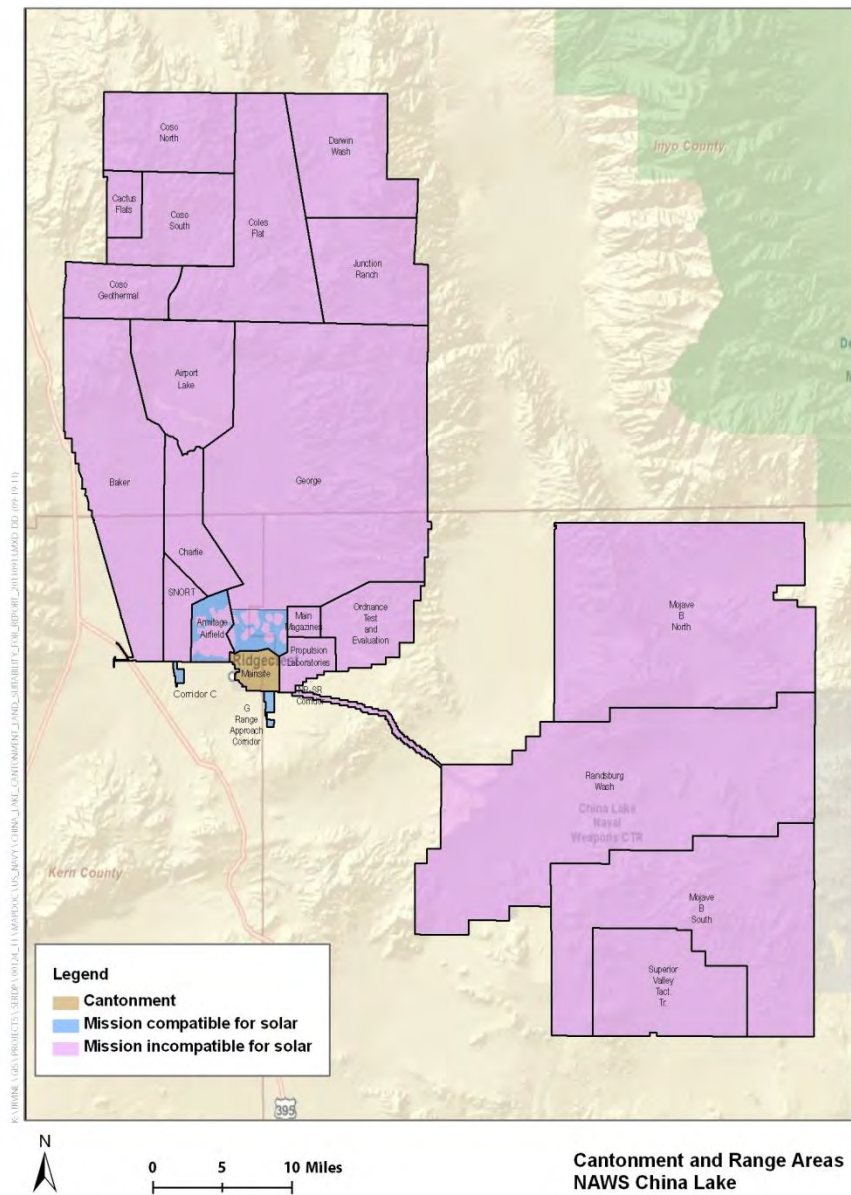 Coso
North
Darwin
Wash
Inyo County
Cactus
Flats
Coso
South
Coles
Flat
Junction
Ranch
Coso
Geothermal
Airport
Lake
Baker
George
Charlie
SNORT
Armitage
Airfield
Main
Magazines
Ordnance
Test
and
Evaluation
Propulsion
Laboratories
Mainsite
Corridor C
G
Range
Approach
Corridor
Corridor
Mojave
B
North
Randsburg
Wash
China Lake
Naval
Weapons CTR
Kern County
Mojave
B
South
Superior
Valley
Tact.
Tr.
Legend
Cantonment
Mission compatible for solar
Mission incompatible for solar
395
N
0 5 10 Miles
Cantonment and Range Areas
NAWS China Lake